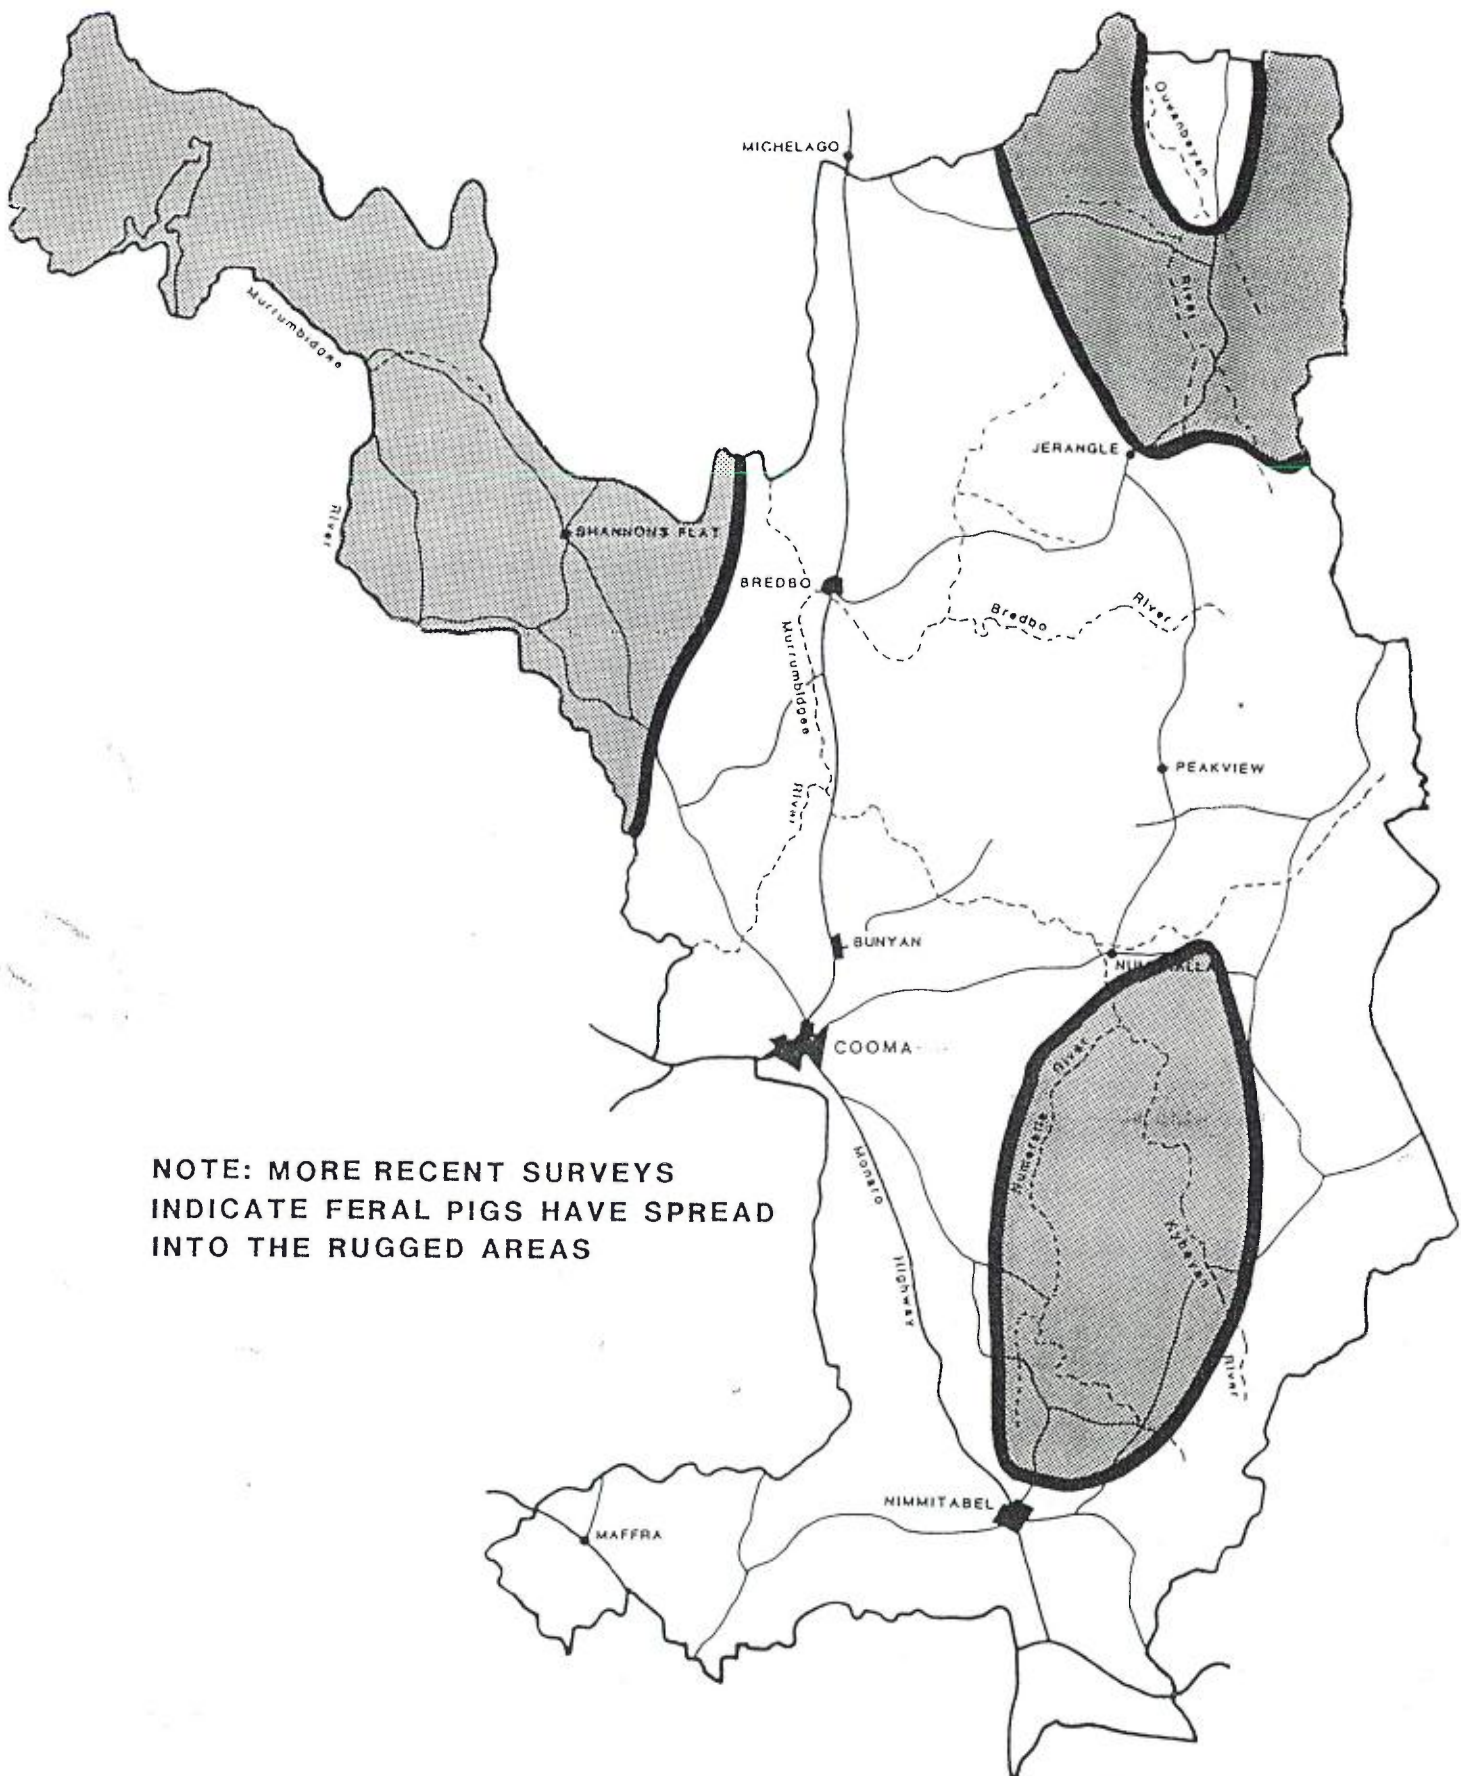 MICHELAGO
Queanbeyan
River
Murrumbidgee
River
JERANGLE
SHANNONS FLAT
BREDBO
Bredbo
River
Murrumbidgee
River
PEAKVIEW
BUNYAN
COOMA
River
Numeralla
Monaro
Highway
Kybeyan
River
NOTE: MORE RECENT SURVEYS
INDICATE FERAL PIGS HAVE SPREAD
INTO THE RUGGED AREAS
NIMMITABEL
MAFFRA